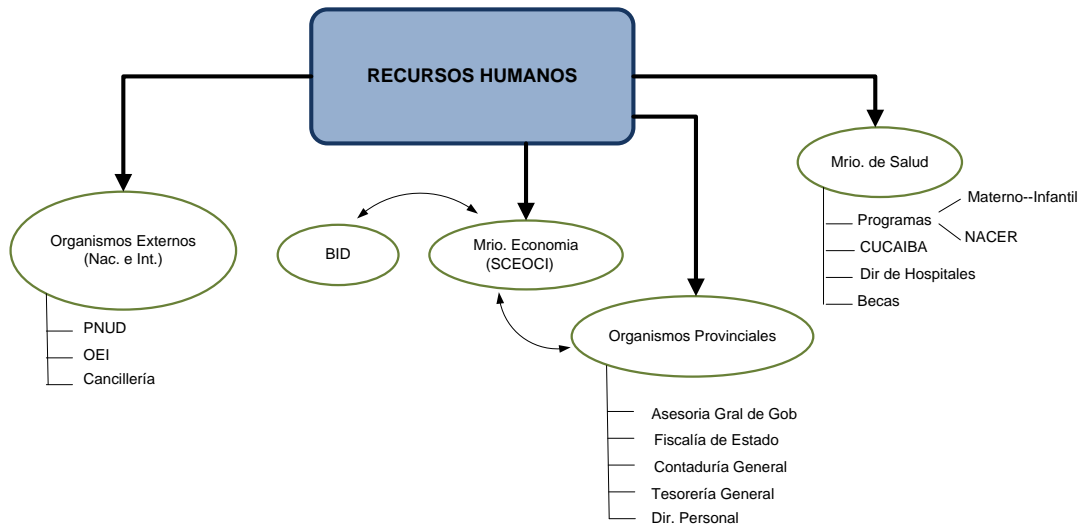 RECURSOS HUMANOS
Organismos Externos
(Nac. e Int.)
PNUD
OEI
Cancillería
BID
Mrio. Economia
(SCEOCI)
Organismos Provinciales
Asesoria Gral de Gob
Fiscalía de Estado
Contaduría General
Tesorería General
Dir. Personal
Mrio. de Salud
Programas
Materno--Infantil
NACER
CUCAIBA
Dir de Hospitales
Becas